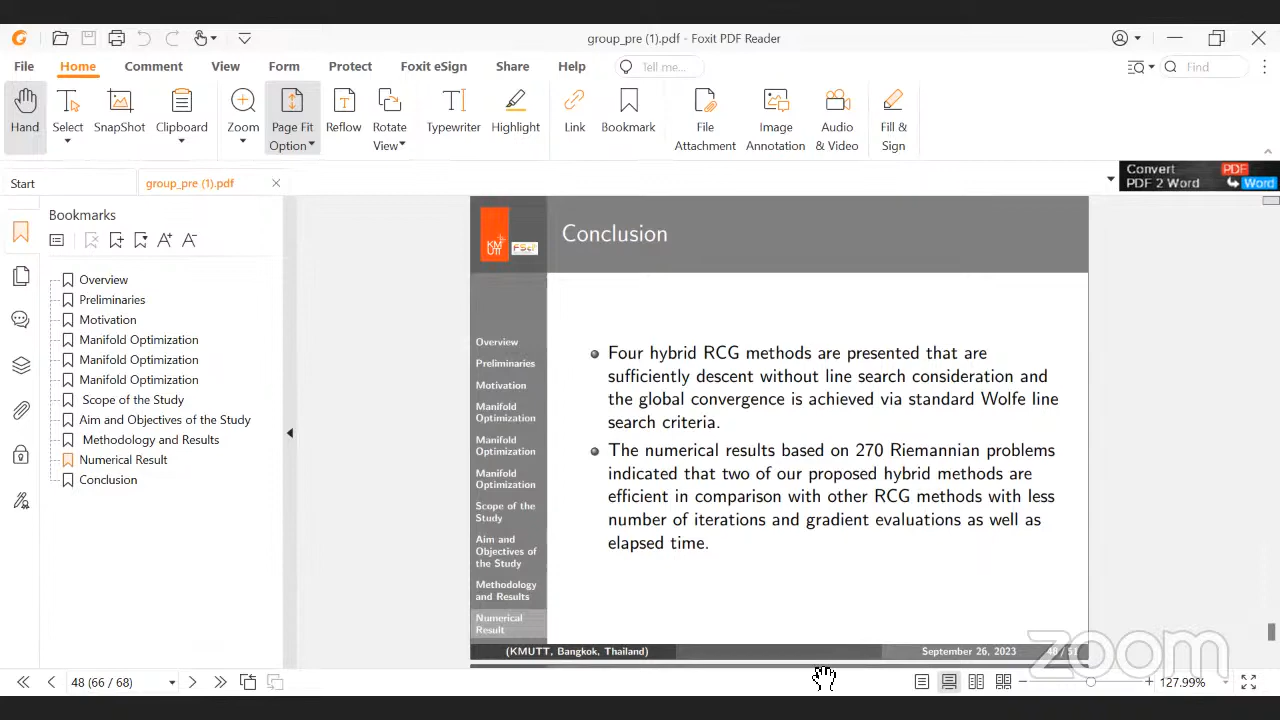 group_pre (1).pdf - Foxit PDF Reader
File Home Comment View Form Protect Foxit eSign Share Help Tell me... Find
Hand Select SnapShot Clipboard Zoom Page Fit Option Reflow Rotate View Typewriter Highlight Link Bookmark File Attachment Image Annotation Audio & Video Fill & Sign
Start group_pre (1).pdf
Convert PDF
PDF 2 Word Word
Bookmarks
Overview
Preliminaries
Motivation
Manifold Optimization
Manifold Optimization
Manifold Optimization
Scope of the Study
Aim and Objectives of the Study
Methodology and Results
Numerical Result
Conclusion
KM
UTT
FSci
Conclusion
Overview
Preliminaries
Motivation
Manifold
Optimization
Manifold
Optimization
Manifold
Optimization
Scope of the
Study
Aim and
Objectives of
the Study
Methodology
and Results
Numerical
Result
Four hybrid RCG methods are presented that are
sufficiently descent without line search consideration and
the global convergence is achieved via standard Wolfe line
search criteria.
The numerical results based on 270 Riemannian problems
indicated that two of our proposed hybrid methods are
efficient in comparison with other RCG methods with less
number of iterations and gradient evaluations as well as
elapsed time.
(KMUTT, Bangkok, Thailand) September 26, 2023 48 / 51
zoom
48 (66 / 68) 127.99%